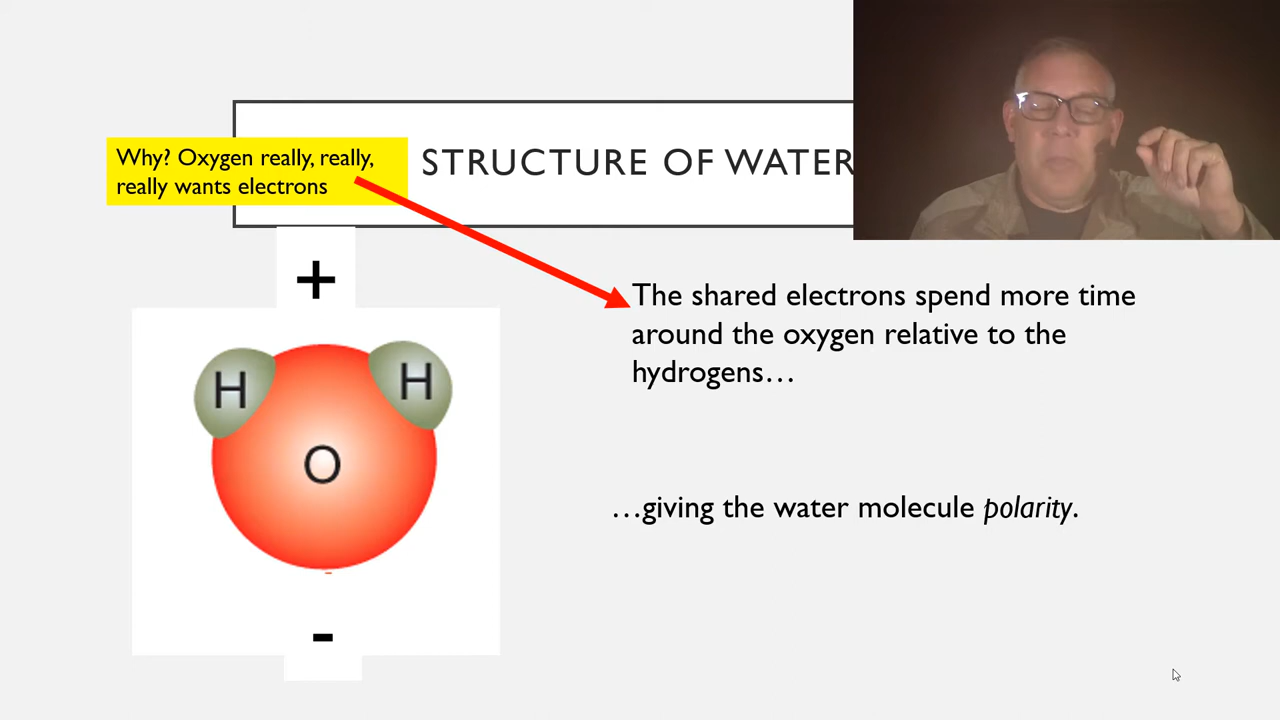 Why? Oxygen really, really,
really wants electrons
STRUCTURE OF WATER
+
H
H
O
-
The shared electrons spend more time
around the oxygen relative to the
hydrogens…
…giving the water molecule polarity.